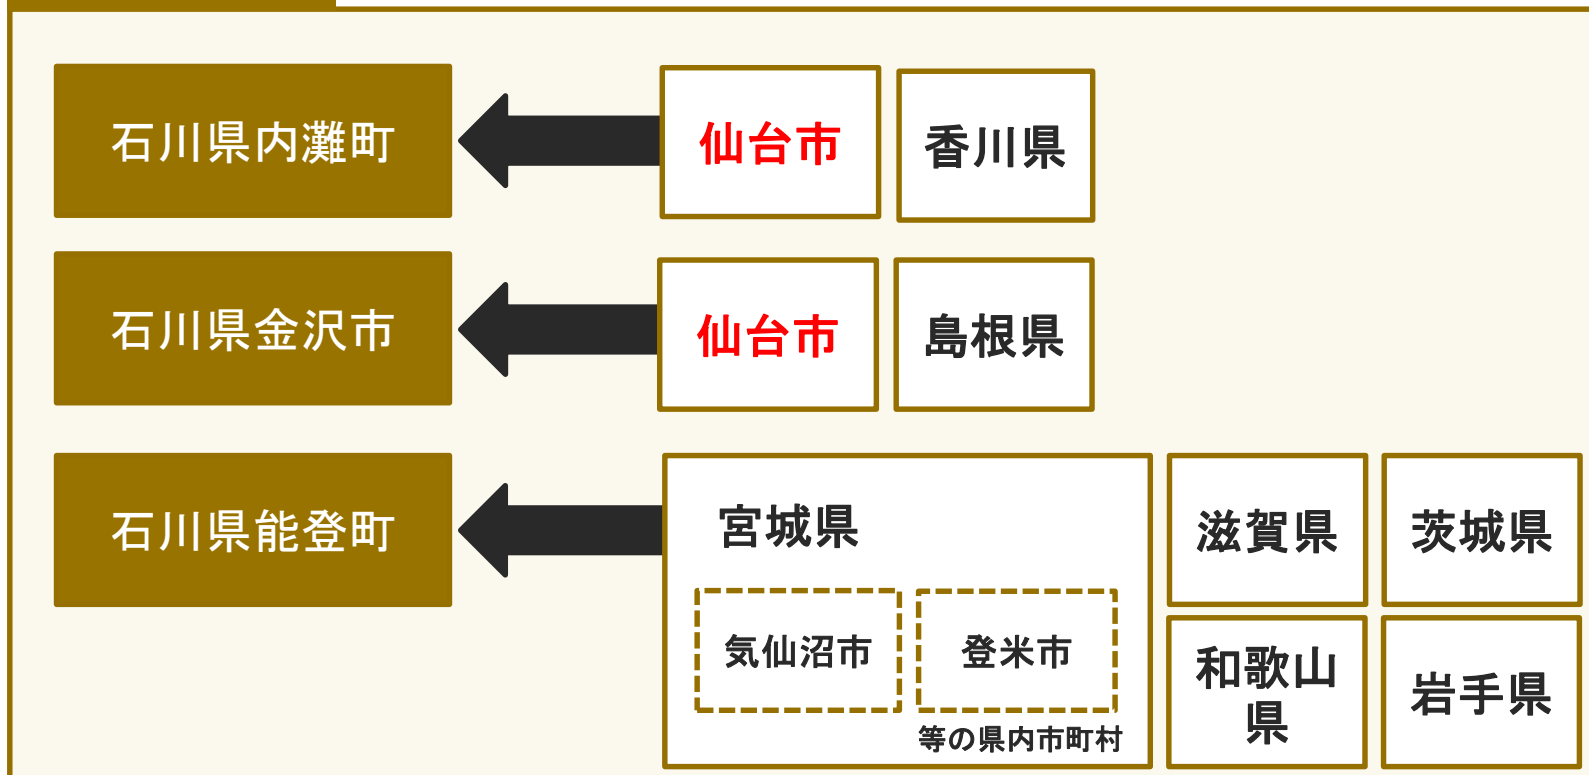 石川県内灘町
仙台市
香川県
石川県金沢市
仙台市
島根県
石川県能登町
宮城県
気仙沼市
登米市
等の県内市町村
滋賀県
茨城県
和歌山
県
岩手県